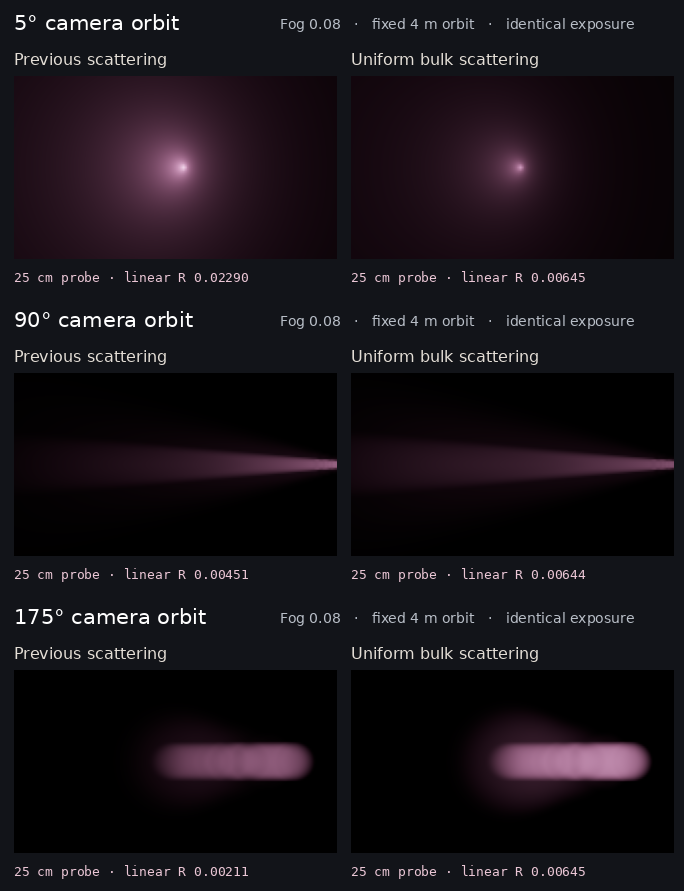 5° camera orbit Fog 0.08 · fixed 4 m orbit · identical exposure
Previous scattering Uniform bulk scattering
25 cm probe · linear R 0.02290 25 cm probe · linear R 0.00645
90° camera orbit Fog 0.08 · fixed 4 m orbit · identical exposure
Previous scattering Uniform bulk scattering
25 cm probe · linear R 0.00451 25 cm probe · linear R 0.00644
175° camera orbit Fog 0.08 · fixed 4 m orbit · identical exposure
Previous scattering Uniform bulk scattering
25 cm probe · linear R 0.00211 25 cm probe · linear R 0.00645